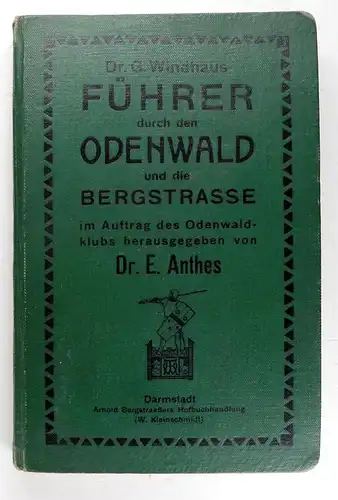 Dr. G. Windhaus
FÜHRER
durch den
ODENWALD
und die
BERGSTRASSE
im Auftrag des Odenwald-
klubs herausgegeben von
Dr. E. Anthes
Darmstadt
Arnold Bergstraeßers Hofbuchhandlung
(W. Kleinschmidt)